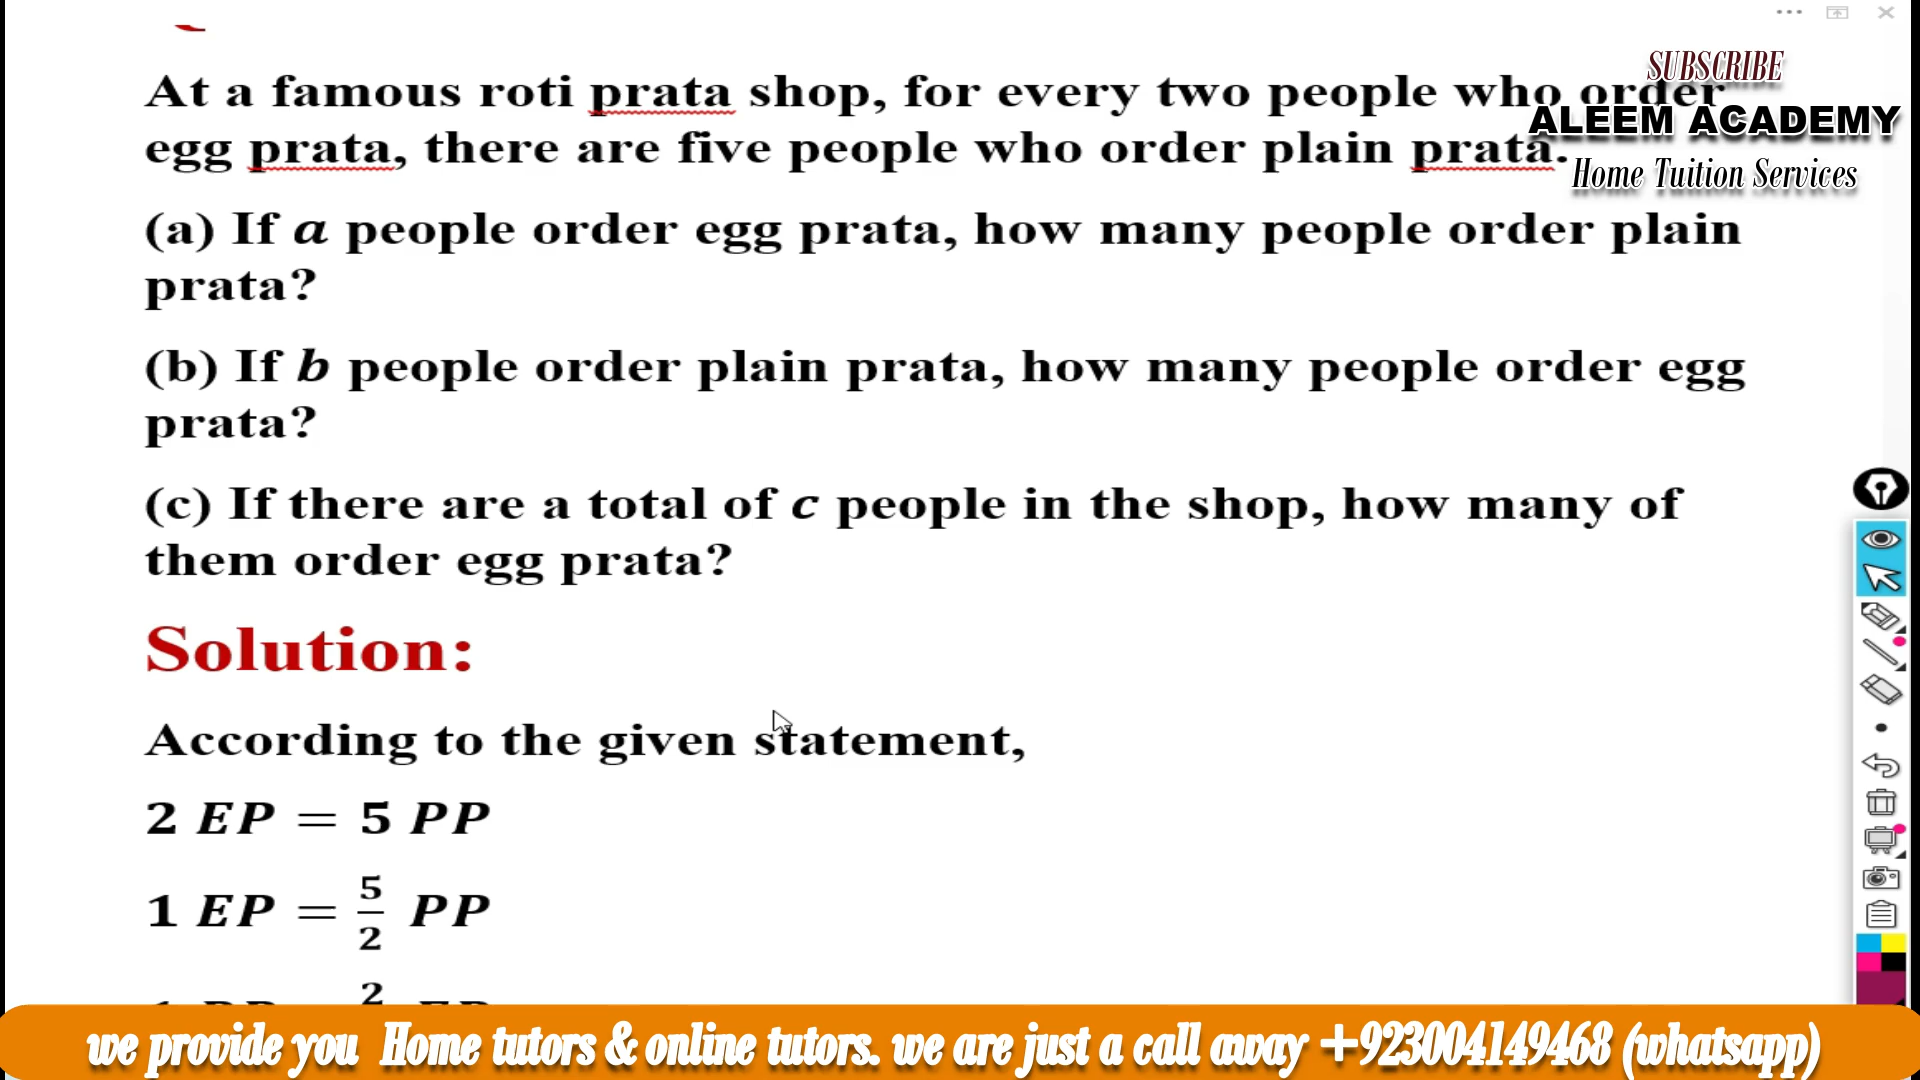 At a famous roti prata shop, for every two people who order
egg prata, there are five people who order plain prata.
(a) If a people order egg prata, how many people order plain
prata?
(b) If b people order plain prata, how many people order egg
prata?
(c) If there are a total of c people in the shop, how many of
them order egg prata?
Solution:
According to the given statement,
2 EP = 5 PP
1 EP = 5/2 PP
SUBSCRIBE
ALEEM ACADEMY
Home Tuition Services
we provide you Home tutors & online tutors. we are just a call away +923004149468 (whatsapp)